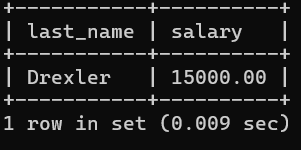 +-----------+----------+
| last_name | salary   |
+-----------+----------+
| Drexler   | 15000.00 |
+-----------+----------+
1 row in set (0.009 sec)